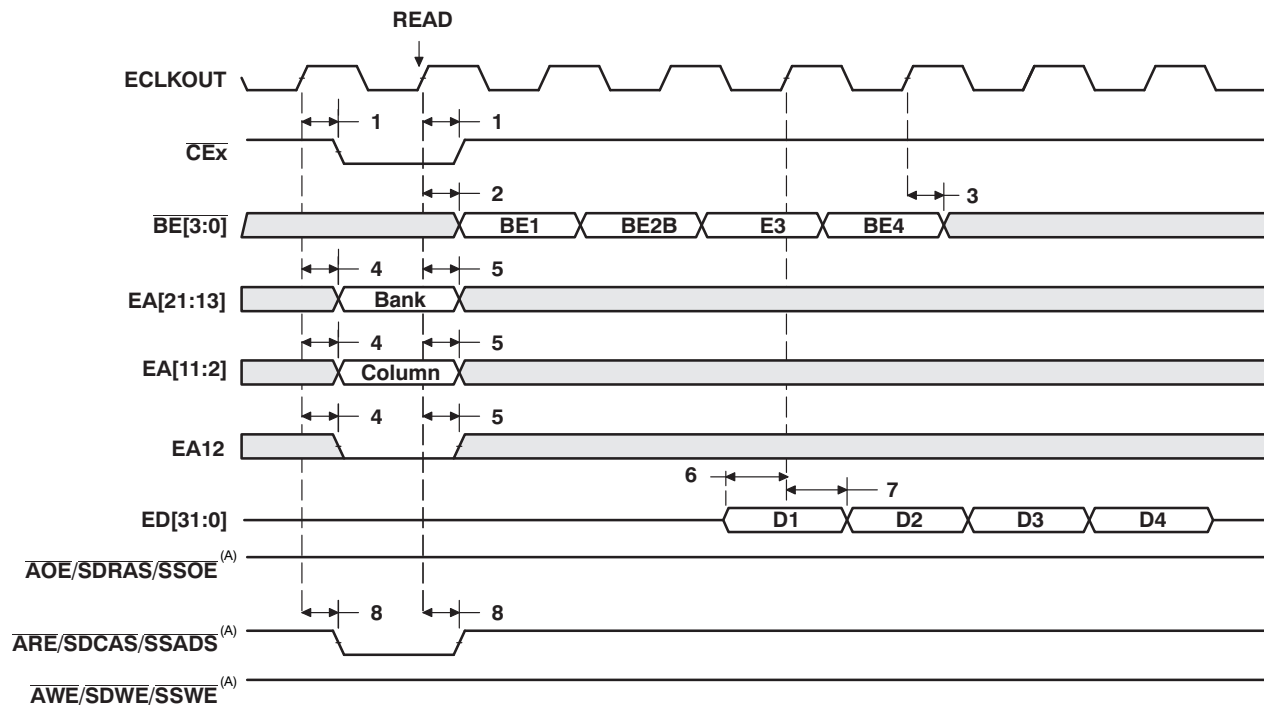 READ
ECLKOUT
1 1
CEx
2 3
BE[3:0] BE1 BE2B E3 BE4
4 5
EA[21:13] Bank
4 5
EA[11:2] Column
4 5
EA12
6 7
ED[31:0] D1 D2 D3 D4
AOE/SDRAS/SSOE(A)
8 8
ARE/SDCAS/SSADS(A)
AWE/SDWE/SSWE(A)